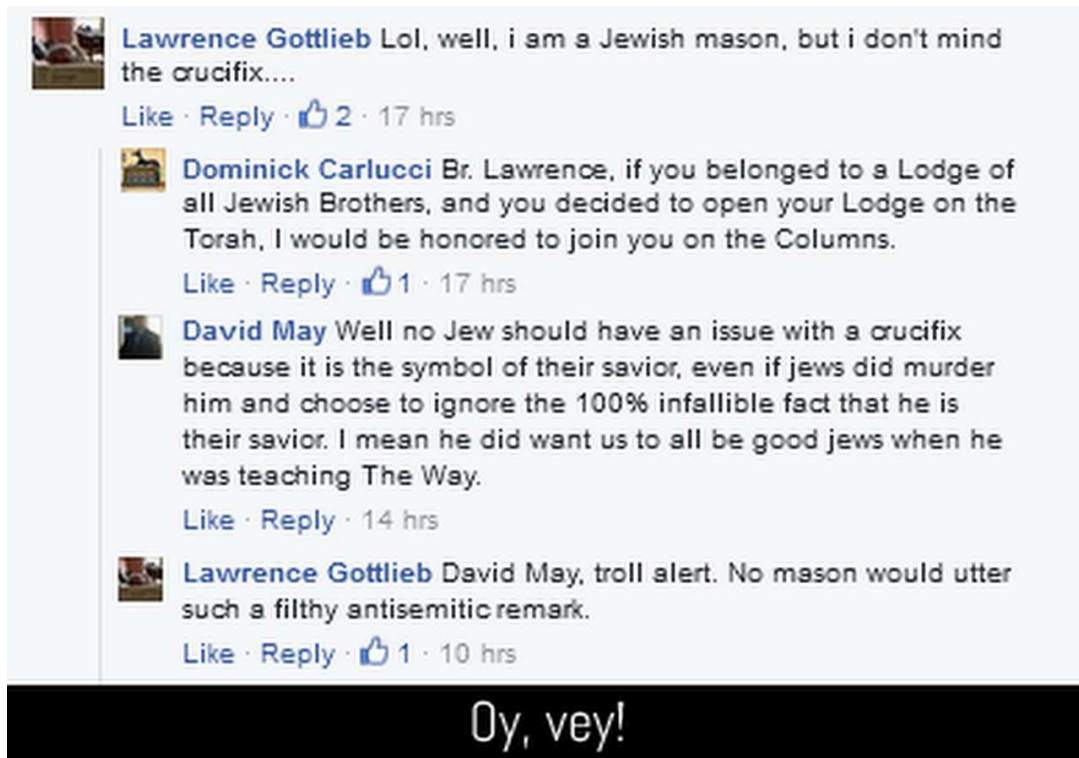 Lawrence Gottlieb Lol, well, i am a Jewish mason, but i don't mind
the crucifix....
Like · Reply · 2 · 17 hrs
Dominick Carlucci Br. Lawrence, if you belonged to a Lodge of
all Jewish Brothers, and you decided to open your Lodge on the
Torah, I would be honored to join you on the Columns.
Like · Reply · 1 · 17 hrs
David May Well no Jew should have an issue with a crucifix
because it is the symbol of their savior, even if jews did murder
him and choose to ignore the 100% infallible fact that he is
their savior. I mean he did want us to all be good jews when he
was teaching The Way.
Like · Reply · 14 hrs
Lawrence Gottlieb David May, troll alert. No mason would utter
such a filthy antisemitic remark.
Like · Reply · 1 · 10 hrs
Oy, vey!